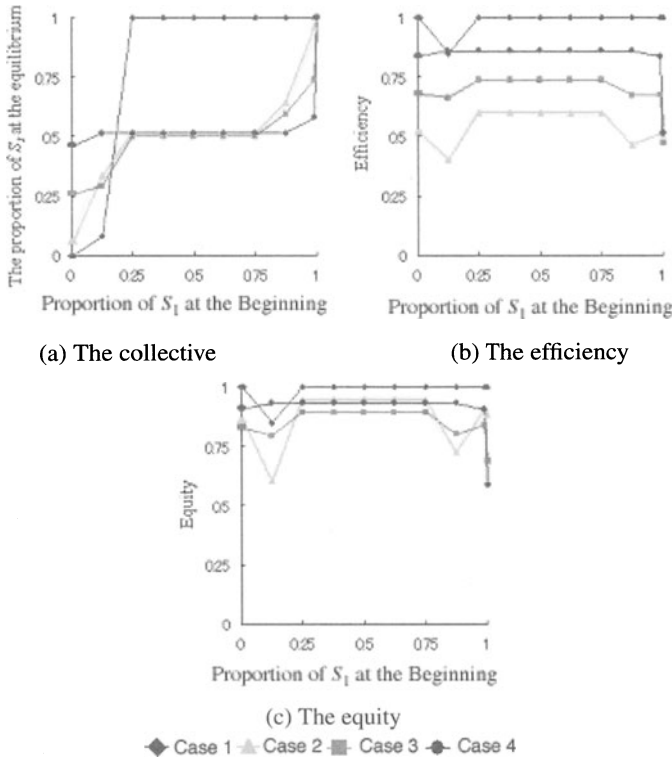 The proportion of S₁ at the equilibrium
1
0.75
0.5
0.25
0
0 0.25 0.5 0.75 1
Proportion of S₁ at the Beginning
(a) The collective
Efficiency
1
0.75
0.5
0.25
0
0 0.25 0.5 0.75 1
Proportion of S₁ at the Beginning
(b) The efficiency
Equity
1
0.75
0.5
0.25
0
0 0.25 0.5 0.75 1
Proportion of S₁ at the Beginning
(c) The equity
Case 1 Case 2 Case 3 Case 4